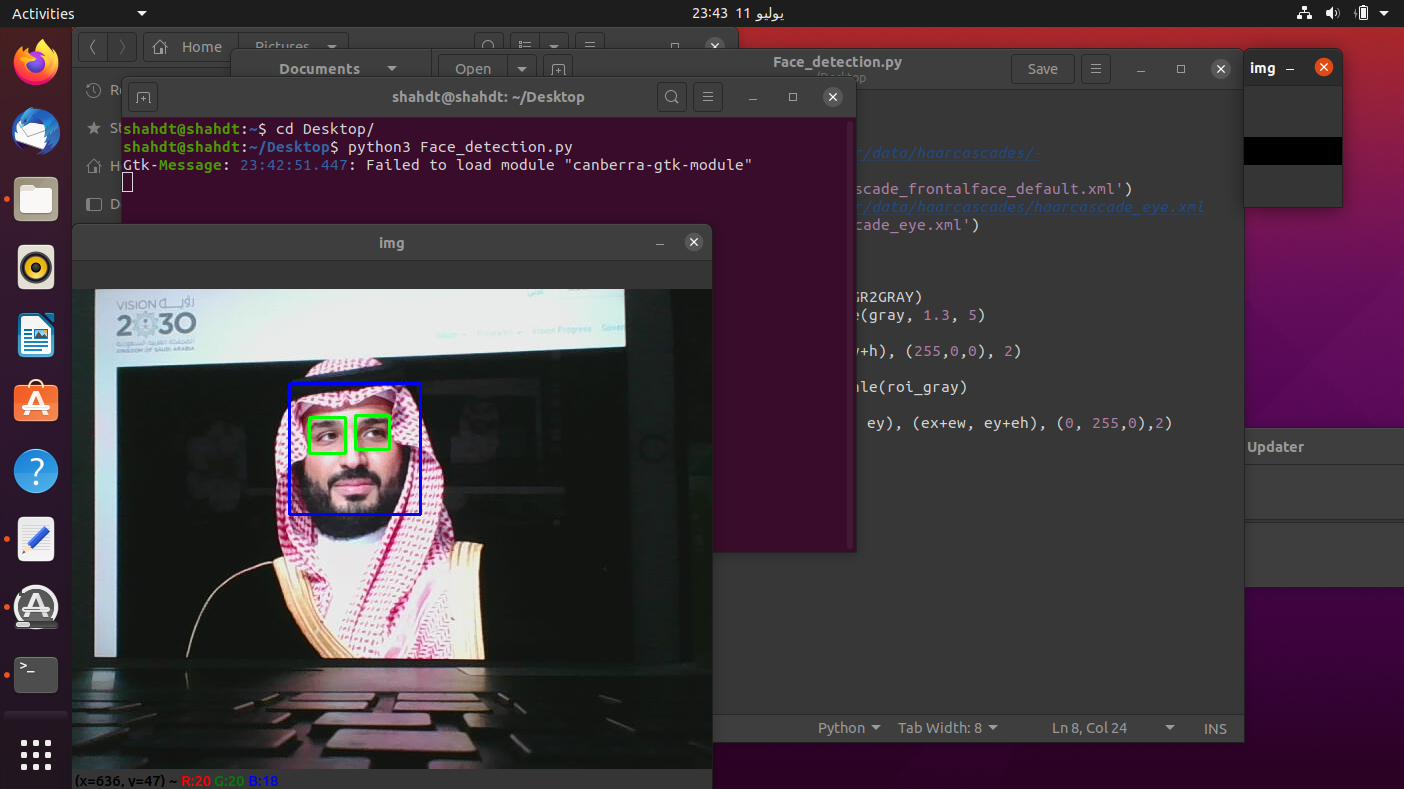 Activities
23:43 11 يوليو
Home
Pictures
Documents
Open
Face_detection.py
Save
img
shahdt@shahdt: ~/Desktop
shahdt@shahdt:~$ cd Desktop/
shahdt@shahdt:~/Desktop$ python3 Face_detection.py
Gtk-Message: 23:42:51.447: Failed to load module "canberra-gtk-module"
r/data/haarcascades/-
scade_frontalface_default.xml')
r/data/haarcascades/haarcascade_eye.xml
cade_eye.xml')
GR2GRAY)
e(gray, 1.3, 5)
y+h), (255,0,0), 2)
ale(roi_gray)
ey), (ex+ew, ey+eh), (0, 255,0),2)
Updater
img
VISION رؤيـــة
2030
المملكة العربية السعودية
KINGDOM OF SAUDI ARABIA
Vision Progress
(x=636, y=47) ~ R:20 G:20 B:18
Python
Tab Width: 8
Ln 8, Col 24
INS